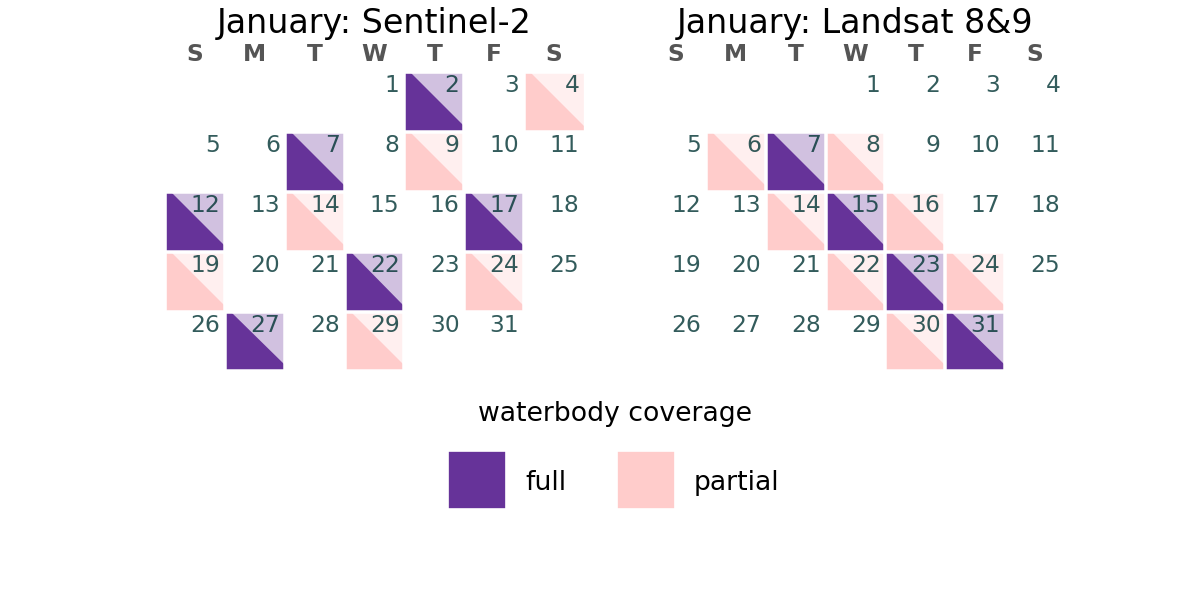 January: Sentinel-2
S M T W T F S
1 2 3 4
5 6 7 8 9 10 11
12 13 14 15 16 17 18
19 20 21 22 23 24 25
26 27 28 29 30 31
January: Landsat 8&9
S M T W T F S
1 2 3 4
5 6 7 8 9 10 11
12 13 14 15 16 17 18
19 20 21 22 23 24 25
26 27 28 29 30 31
waterbody coverage
full
partial